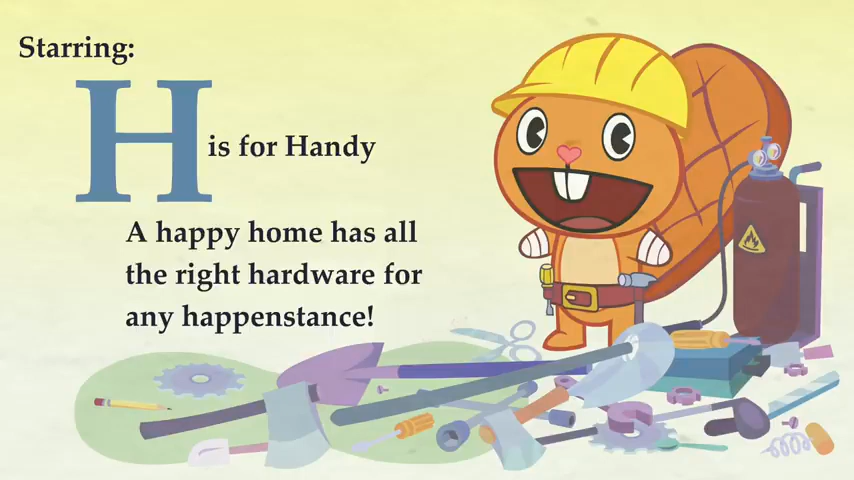 Starring:
H is for Handy
A happy home has all
the right hardware for
any happenstance!